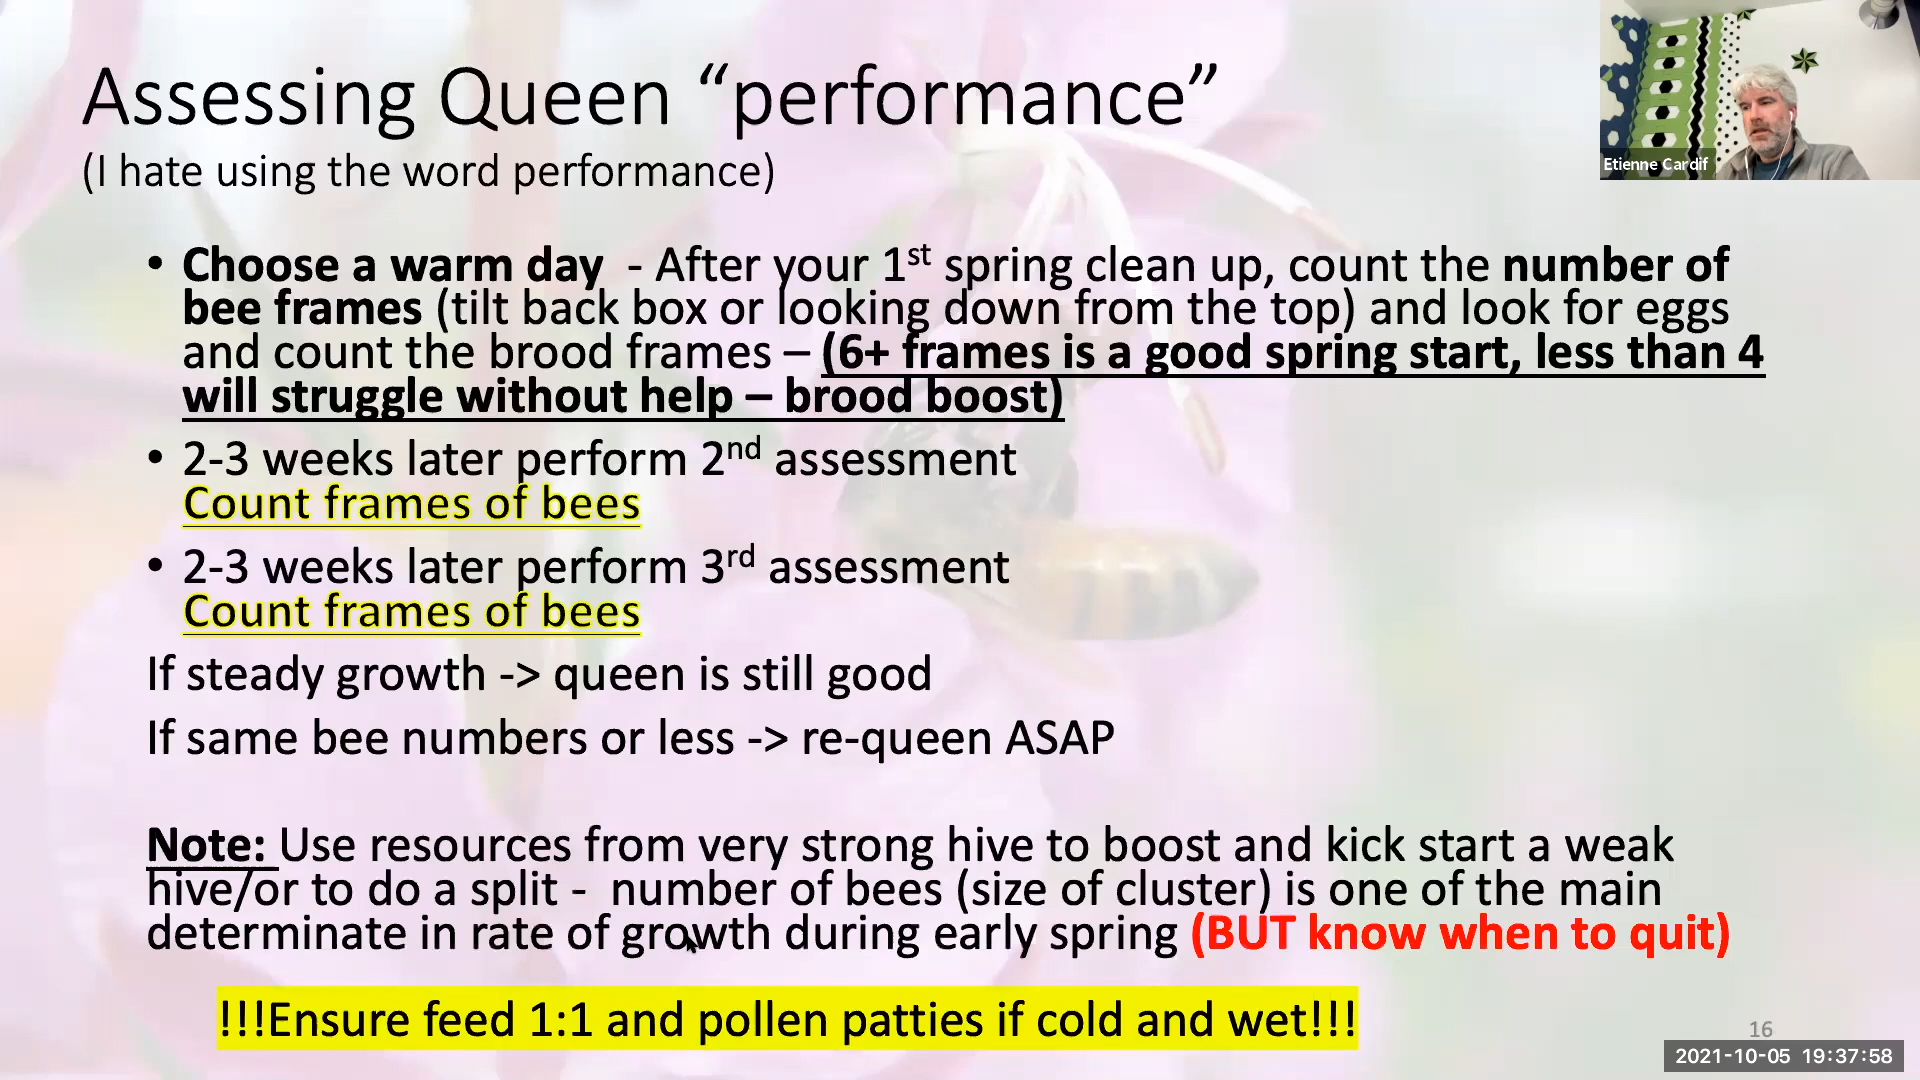 Assessing Queen “performance”
(I hate using the word performance)
Etienne Cardif
• Choose a warm day - After your 1st spring clean up, count the number of
bee frames (tilt back box or looking down from the top) and look for eggs
and count the brood frames – (6+ frames is a good spring start, less than 4
will struggle without help – brood boost)
• 2-3 weeks later perform 2nd assessment
Count frames of bees
• 2-3 weeks later perform 3rd assessment
Count frames of bees
If steady growth -> queen is still good
If same bee numbers or less -> re-queen ASAP
Note: Use resources from very strong hive to boost and kick start a weak
hive/or to do a split - number of bees (size of cluster) is one of the main
determinate in rate of growth during early spring (BUT know when to quit)
!!!Ensure feed 1:1 and pollen patties if cold and wet!!!
16
2021-10-05 19:37:58